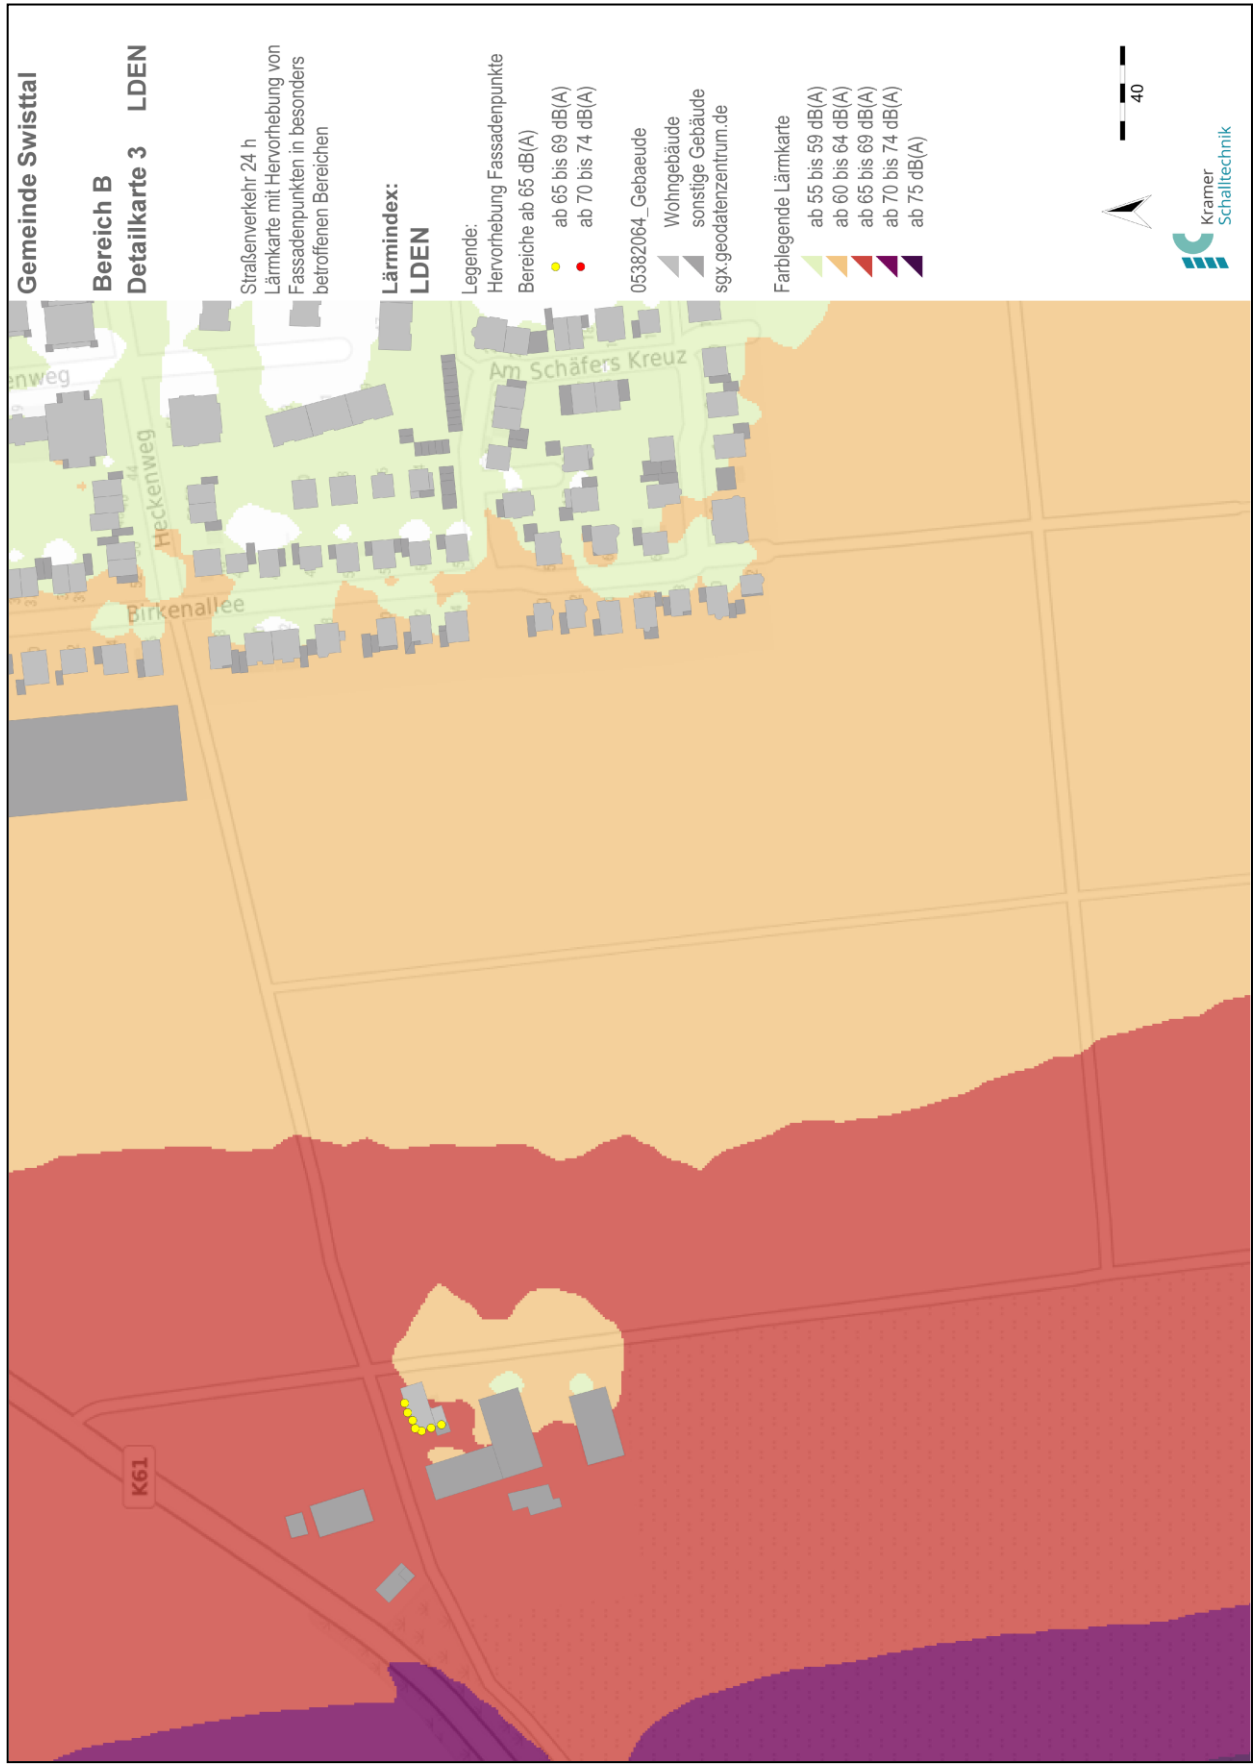 Gemeinde Swisttal
Bereich B
Detailkarte 3 LDEN
Straßenverkehr 24 h
Lärmkarte mit Hervorhebung von
Fassadenpunkten in besonders
betroffenen Bereichen
Lärmindex:
LDEN
Legende:
Hervorhebung Fassadenpunkte
Bereiche ab 65 dB(A)
ab 65 bis 69 dB(A)
ab 70 bis 74 dB(A)
05382064_Gebaeude
Wohngebäude
sonstige Gebäude
sgx.geodatenzentrum.de
Farblegende Lärmkarte
ab 55 bis 59 dB(A)
ab 60 bis 64 dB(A)
ab 65 bis 69 dB(A)
ab 70 bis 74 dB(A)
ab 75 dB(A)
40
Kramer
Schalltechnik
enweg
Heckenweg
44
Birkenallee
Am Schäfers Kreuz
K61